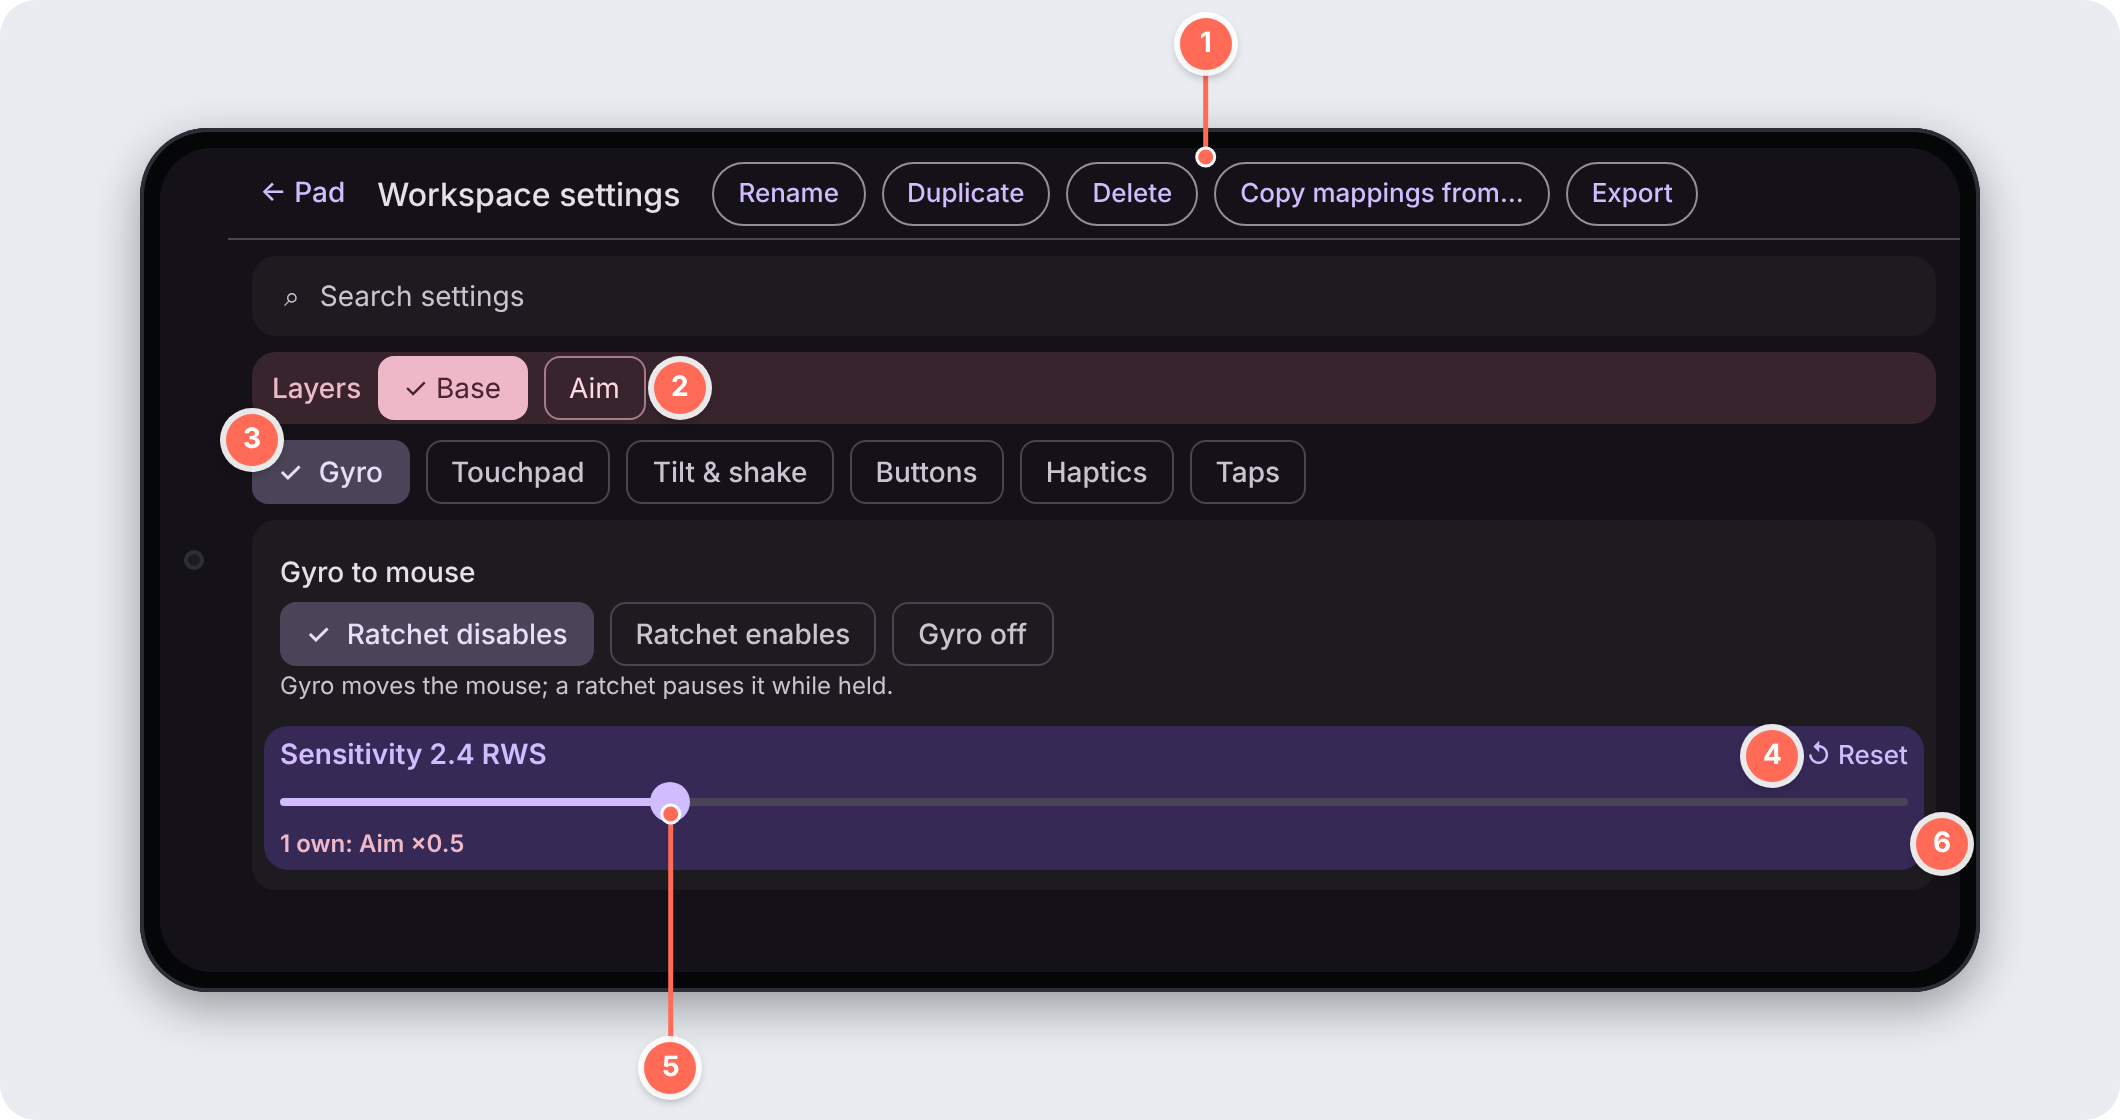 1
← Pad Workspace settings Rename Duplicate Delete Copy mappings from... Export
Search settings
Layers ✓ Base Aim 2
3
✓ Gyro Touchpad Tilt & shake Buttons Haptics Taps
Gyro to mouse
✓ Ratchet disables Ratchet enables Gyro off
Gyro moves the mouse; a ratchet pauses it while held.
Sensitivity 2.4 RWS 4 Reset
1 own: Aim ×0.5 6
5